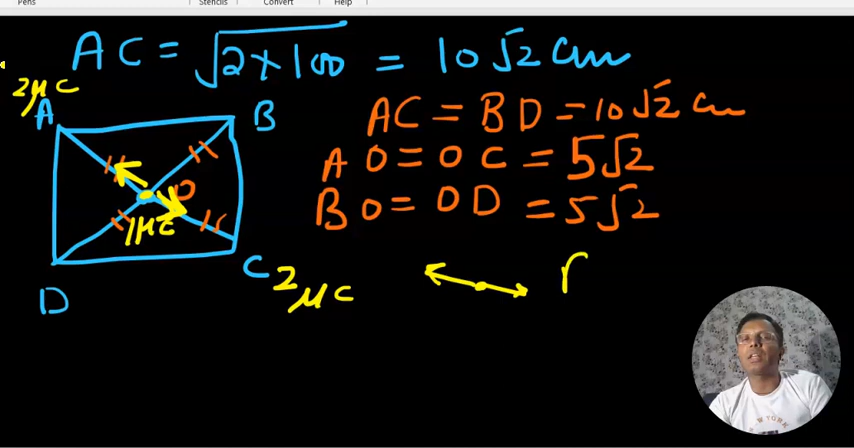 Pens Stencils Convert Help
AC = √2×100 = 10√2 cm
2μC
A
B
AC = BD = 10√2 cm
AO = OC = 5√2
O
BO = OD = 5√2
1μC
D
C
2μC
r